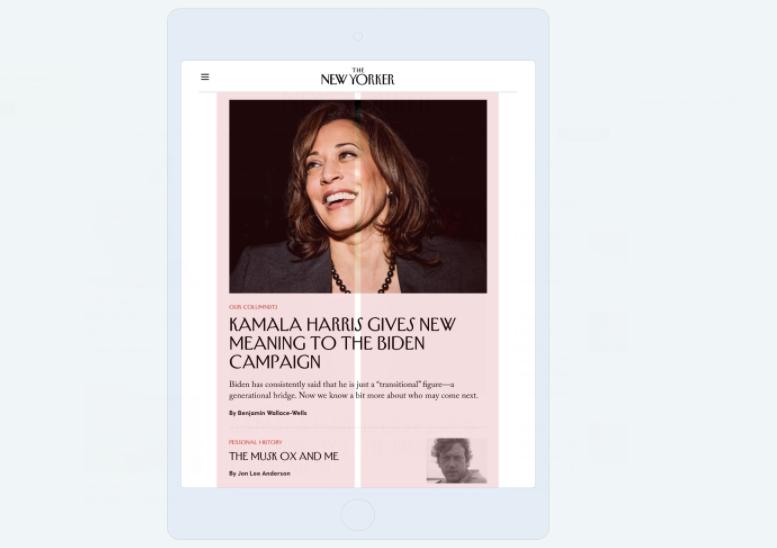 THE
NEW YORKER
OUR COLUMNISTS
KAMALA HARRIS GIVES NEW
MEANING TO THE BIDEN
CAMPAIGN
Biden has consistently said that he is just a “transitional” figure—a
generational bridge. Now we know a bit more about who may come next.
By Benjamin Wallace-Wells
PERSONAL HISTORY
THE MUSK OX AND ME
By Jon Lee Anderson